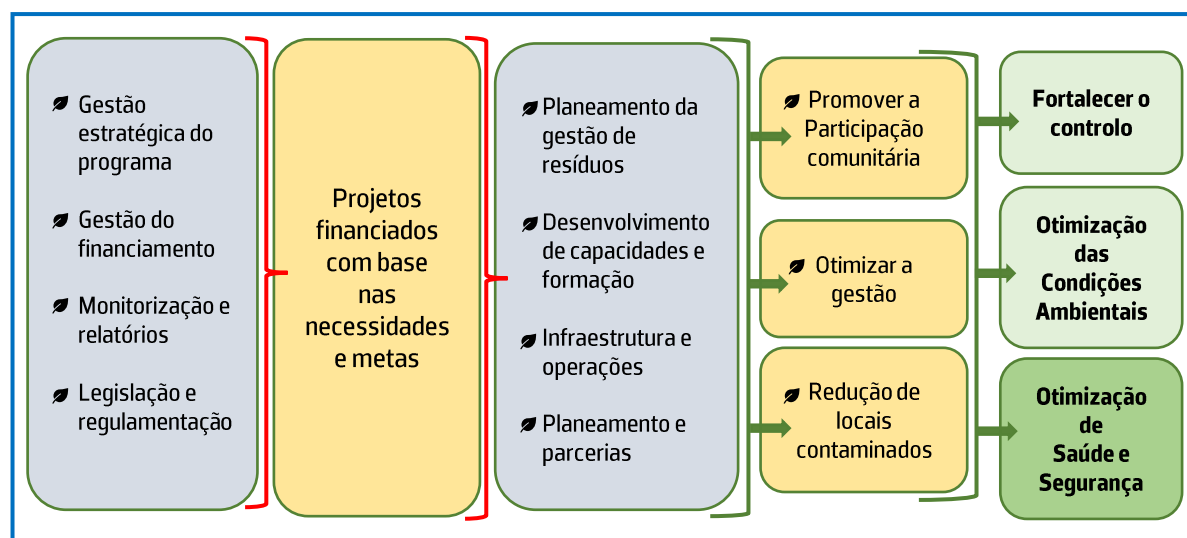 Gestão
estratégica do
programa
Gestão do
financiamento
Monitorização e
relatórios
Legislação e
regulamentação
Projetos
financiados
com base
nas
necessidades
e metas
Planeamento da
gestão de
resíduos
Desenvolvimento
de capacidades e
formação
Infraestrutura e
operações
Planeamento e
parcerias
Promover a
Participação
comunitária
Otimizar a
gestão
Redução de
locais
contaminados
Fortalecer o
controlo
Otimização
das
Condições
Ambientais
Otimização
de
Saúde e
Segurança